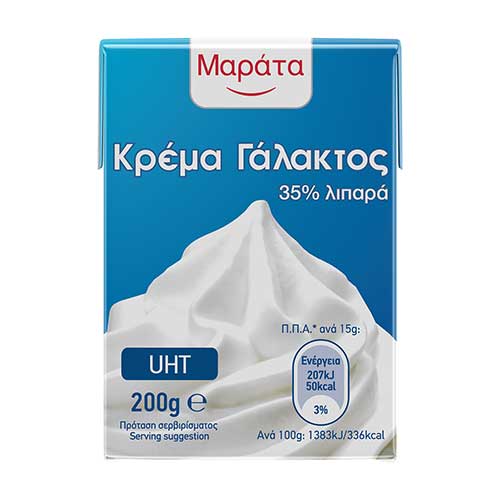 Μαράτα
Κρέμα Γάλακτος
35% λιπαρά
Π.Π.Α.* ανά 15g:
Ενέργεια
207kJ
50kcal
3%
UHT
200g ℮
Πρόταση σερβιρίσματος
Serving suggestion
Ανά 100g: 1383kJ/336kcal